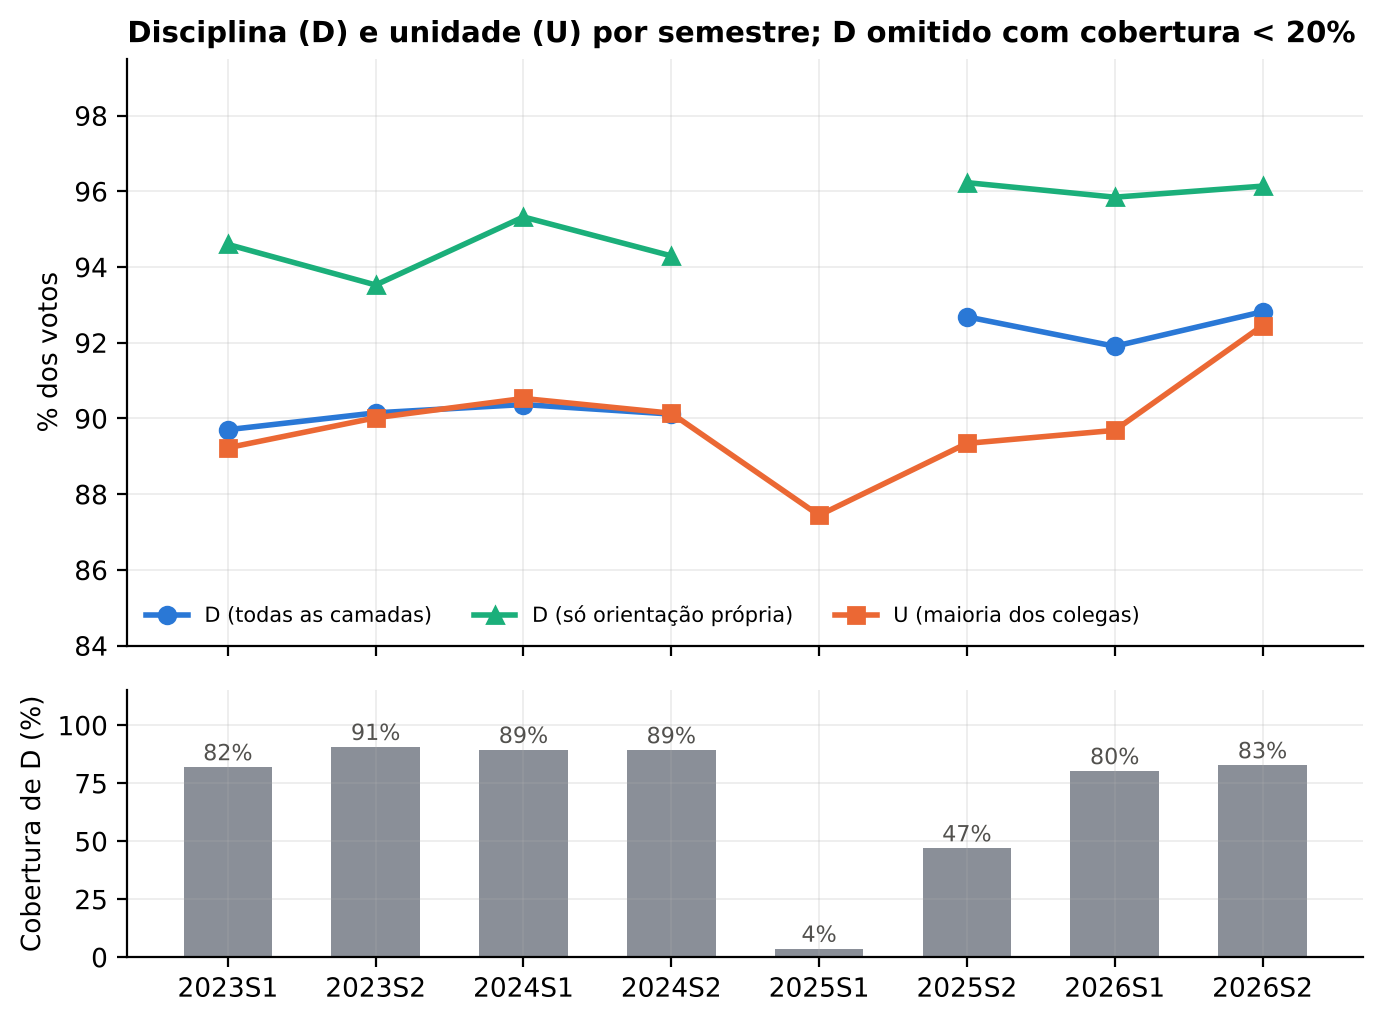 Disciplina (D) e unidade (U) por semestre; D omitido com cobertura < 20%
% dos votos
98
96
94
92
90
88
86
84
D (todas as camadas)
D (só orientação própria)
U (maioria dos colegas)
Cobertura de D (%)
100
75
50
25
0
82%
91%
89%
89%
4%
47%
80%
83%
2023S1
2023S2
2024S1
2024S2
2025S1
2025S2
2026S1
2026S2